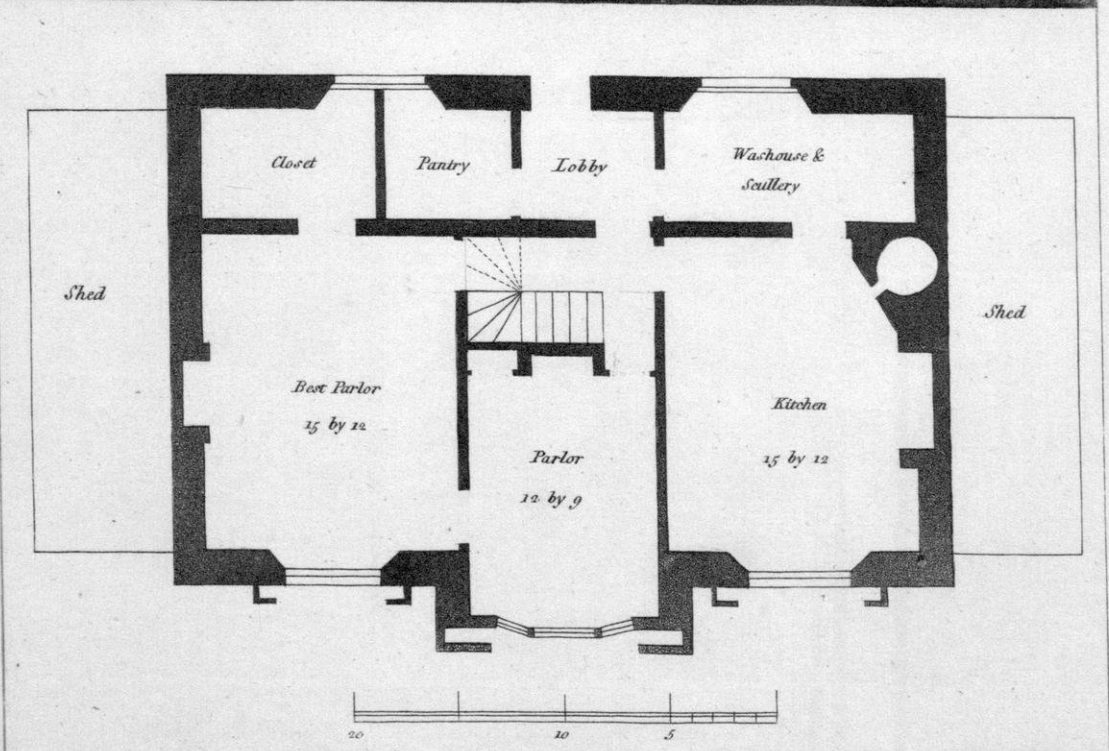 Closet
Pantry
Lobby
Washouse &
Scullery
Shed
Shed
Best Parlor
15 by 12
Parlor
12 by 9
Kitchen
15 by 12
20 10 5